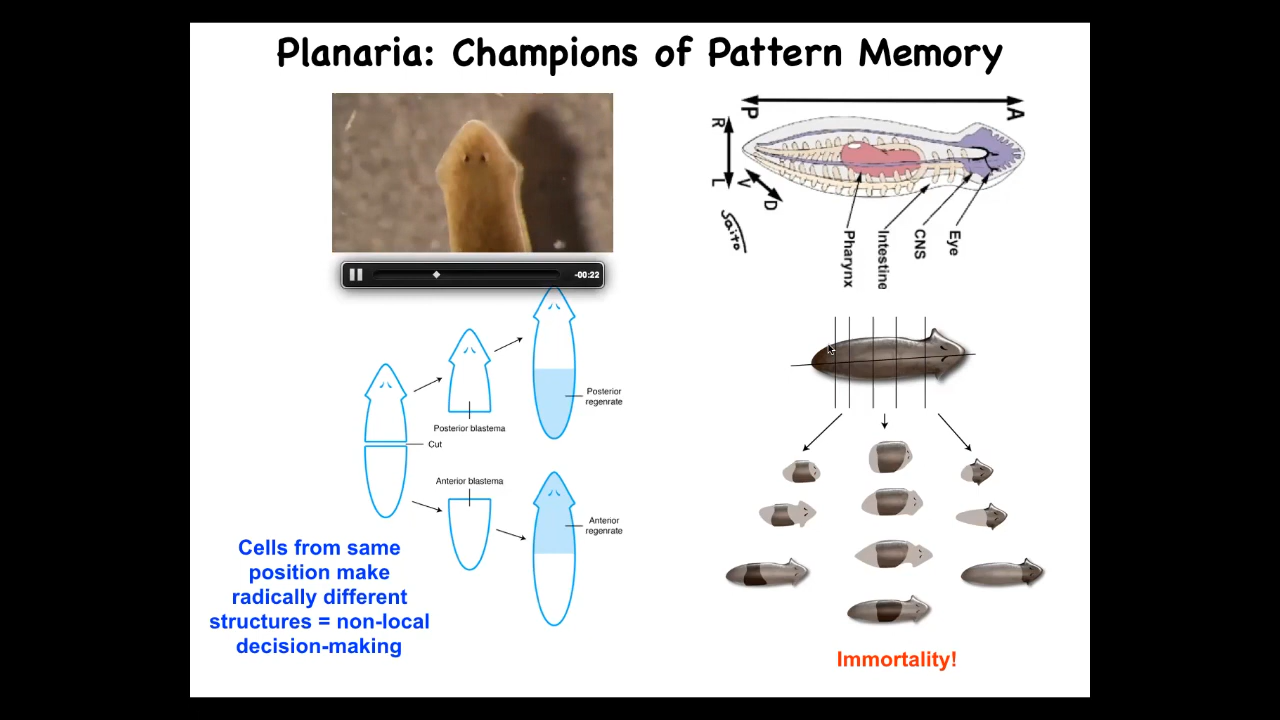 Planaria: Champions of Pattern Memory
-00:22
P
A
R
L
V
D
Saito
Pharynx
Intestine
CNS
Eye
Posterior
regenrate
Posterior blastema
Cut
Anterior blastema
Anterior
regenrate
Cells from same
position make
radically different
structures = non-local
decision-making
Immortality!